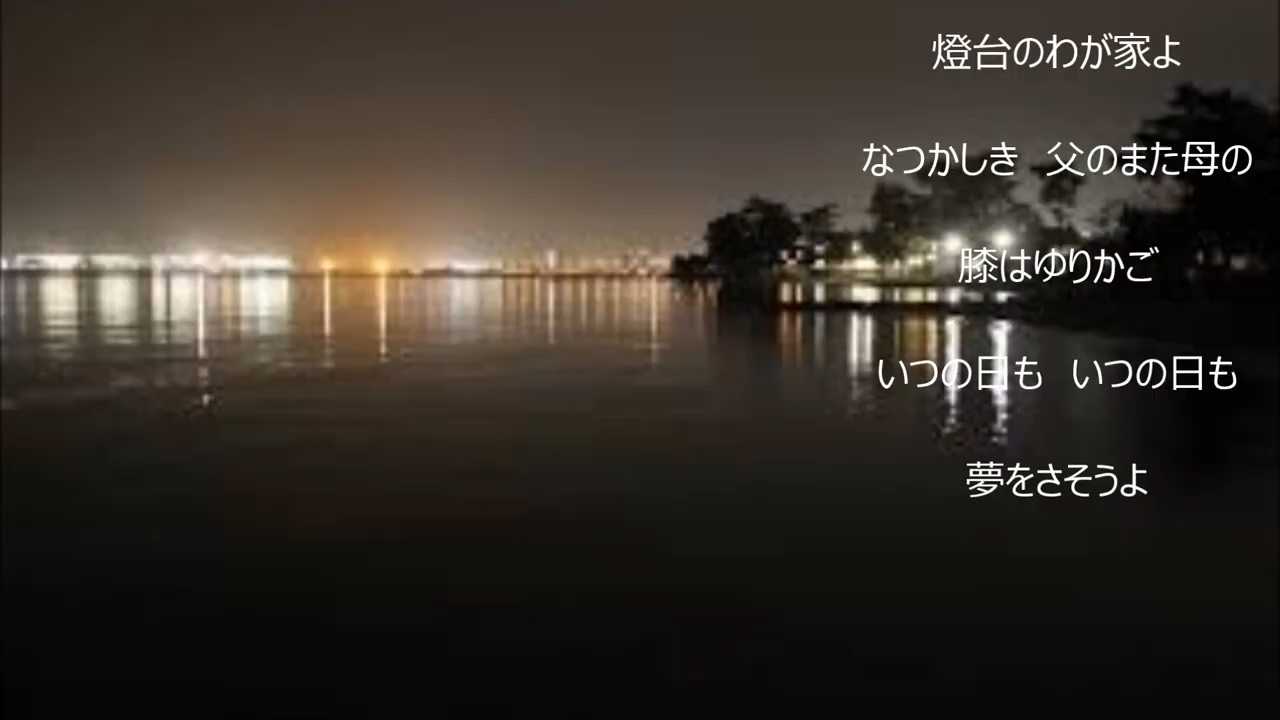 燈台のわが家よ
なつかしき　父のまた母の
膝はゆりかご
いつの日も　いつの日も
夢をさそうよ